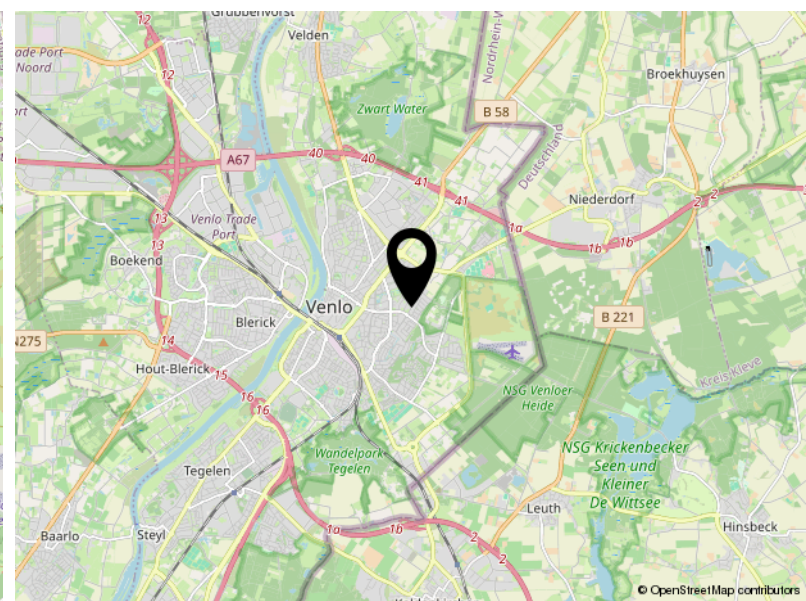 Grubbenvorst
12
Trade Port
Noord
Velden
Nordrhein-W
Broekhuysen
Zwart Water
B 58
Deutschland
A67
40
40
41
41
Niederdorf
2
2
13
Venlo Trade
Port
1a
1b
1b
13
Boekend
Venlo
Blerick
B 221
N275
14
Hout-Blerick
15
16
16
Kreis Kleve
NSG Venloer
Heide
NSG Krickenbecker
Seen und
Kleiner
De Wittsee
Wandelpark
Tegelen
Tegelen
Leuth
Hinsbeck
Baarlo
Steyl
1a
1b
2
2
© OpenStreetMap contributors